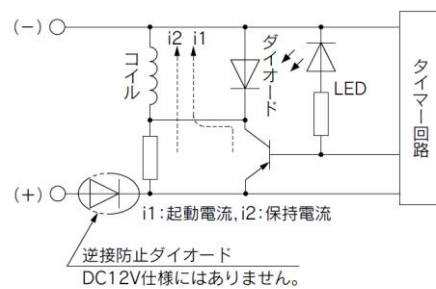 (−)
i2 i1
コイル
ダイオード
LED
タイマー回路
(+)
i1:起動電流,i2:保持電流
逆接防止ダイオード
DC12V仕様にはありません。